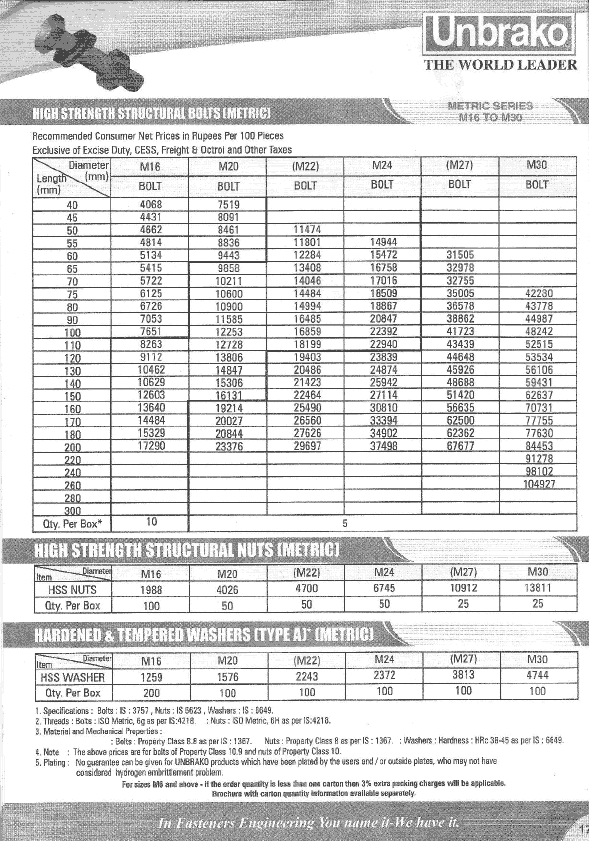 Unbrako
THE WORLD LEADER
HIGH STRENGTH STRUCTURAL BOLTS (METRIC)
METRIC SERIES
M16 TO M30
Recommended Consumer Net Prices in Rupees Per 100 Pieces
Exclusive of Excise Duty, CESS, Freight & Octroi and Other Taxes
Diameter (mm) Length (mm) M16 M20 (M22) M24 (M27) M30
BOLT BOLT BOLT BOLT BOLT BOLT
40 4068 7519
45 4431 8091
50 4662 8461 11474
55 4814 8836 11801 14944
60 5134 9443 12284 15472 31505
65 5415 9858 13408 16758 32978
70 5722 10211 14046 17016 32755
75 6125 10600 14484 18509 35005 42280
80 6726 10900 14994 18867 36578 43778
90 7053 11585 16485 20847 38862 44987
100 7651 12253 16859 22392 41723 48242
110 8263 12728 18199 22940 43439 52515
120 9112 13806 19403 23839 44648 53534
130 10462 14847 20486 24874 45926 56106
140 10629 15306 21423 25942 48688 59431
150 12603 16131 22464 27114 51420 62637
160 13640 19214 25490 30810 56635 70731
170 14484 20027 26560 33394 62500 77755
180 15329 20844 27626 34902 62362 77630
200 17290 23376 29697 37498 67677 84453
220 91278
240 98102
260 104927
280
300
Qty. Per Box* 10 5
HIGH STRENGTH STRUCTURAL NUTS (METRIC)
Diameter Item M16 M20 (M22) M24 (M27) M30
HSS NUTS 1988 4026 4700 6745 10912 13811
Qty. Per Box 100 50 50 50 25 25
HARDENED & TEMPERED WASHERS (TYPE A)* (METRIC)
Diameter Item M16 M20 (M22) M24 (M27) M30
HSS WASHER 1259 1576 2243 2372 3813 4744
Qty. Per Box 200 100 100 100 100 100
1. Specifications : Bolts : IS : 3757 , Nuts : IS 6623 , Washers : IS : 6649.
2. Threads : Bolts : ISO Metric, 6g as per IS:4218. : Nuts : ISO Metric, 6H as per IS:4218.
3. Material and Mechanical Properties :
: Bolts : Property Class 8.8 as per IS : 1367. Nuts : Property Class 8 as per IS : 1367. : Washers : Hardness : HRc 38-45 as per IS : 6649.
4. Note : The above prices are for bolts of Property Class 10.9 and nuts of Property Class 10.
5. Plating : No guarantee can be given for UNBRAKO products which have been plated by the users and / or outside plates, who may not have
considered hydrogen embrittlement problem.
For sizes M6 and above - if the order quantity is less than one carton then 3% extra packing charges will be applicable.
Brochure with carton quantity information available separately.
In Fasteners Engineering You name it-We have it.